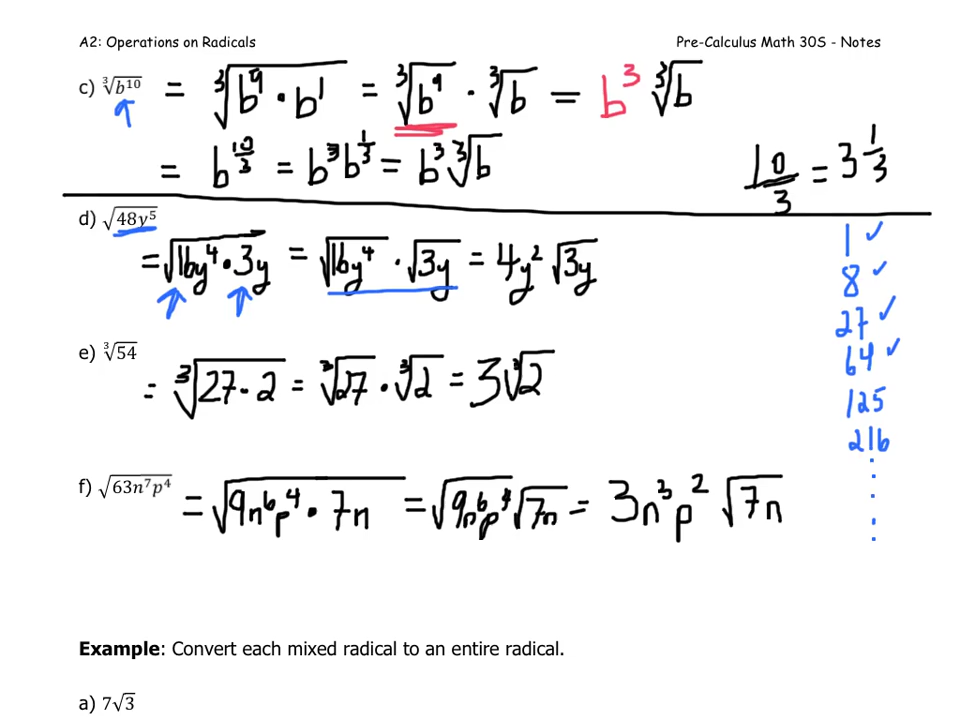 A2: Operations on Radicals Pre-Calculus Math 30S - Notes
c) ∛(b¹⁰) = ∛(b⁹ · b¹) = ∛(b⁹) · ∛b = b³ ∛b
= b^(10/3) = b³ b^(1/3) = b³ ∛b 10/3 = 3 1/3
d) √(48y⁵)
= √(16y⁴ · 3y) = √(16y⁴) · √(3y) = 4y² √(3y)
e) ∛54
= ∛(27 · 2) = ∛27 · ∛2 = 3∛2
f) √(63n⁷p⁴) = √(9n⁶p⁴ · 7n) = √(9n⁶p⁴) √(7n) = 3n³p² √(7n)
1 ✓
8 ✓
27 ✓
64 ✓
125
216
Example: Convert each mixed radical to an entire radical.
a) 7√3